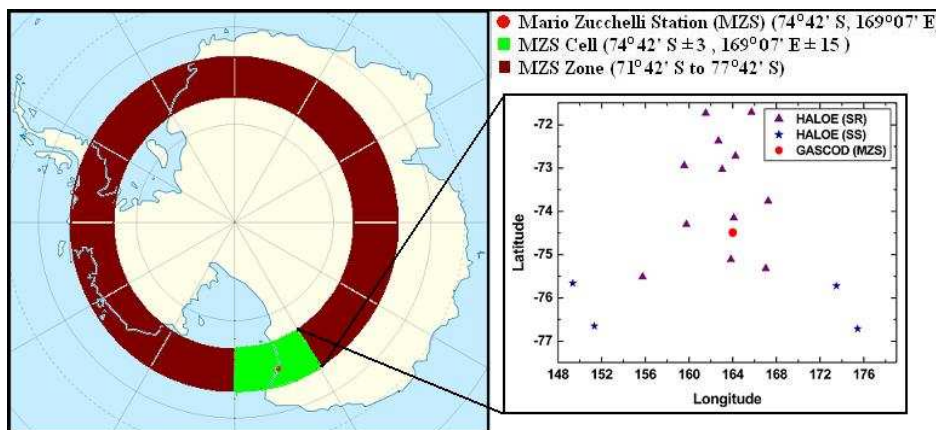 Mario Zucchelli Station (MZS) (74°42' S, 169°07' E)
MZS Cell (74°42' S ± 3 , 169°07' E ± 15 )
MZS Zone (71°42' S to 77°42' S)
HALOE (SR)
HALOE (SS)
GASCOD (MZS)
Latitude
-72
-73
-74
-75
-76
-77
148 152 156 160 164 168 172 176
Longitude